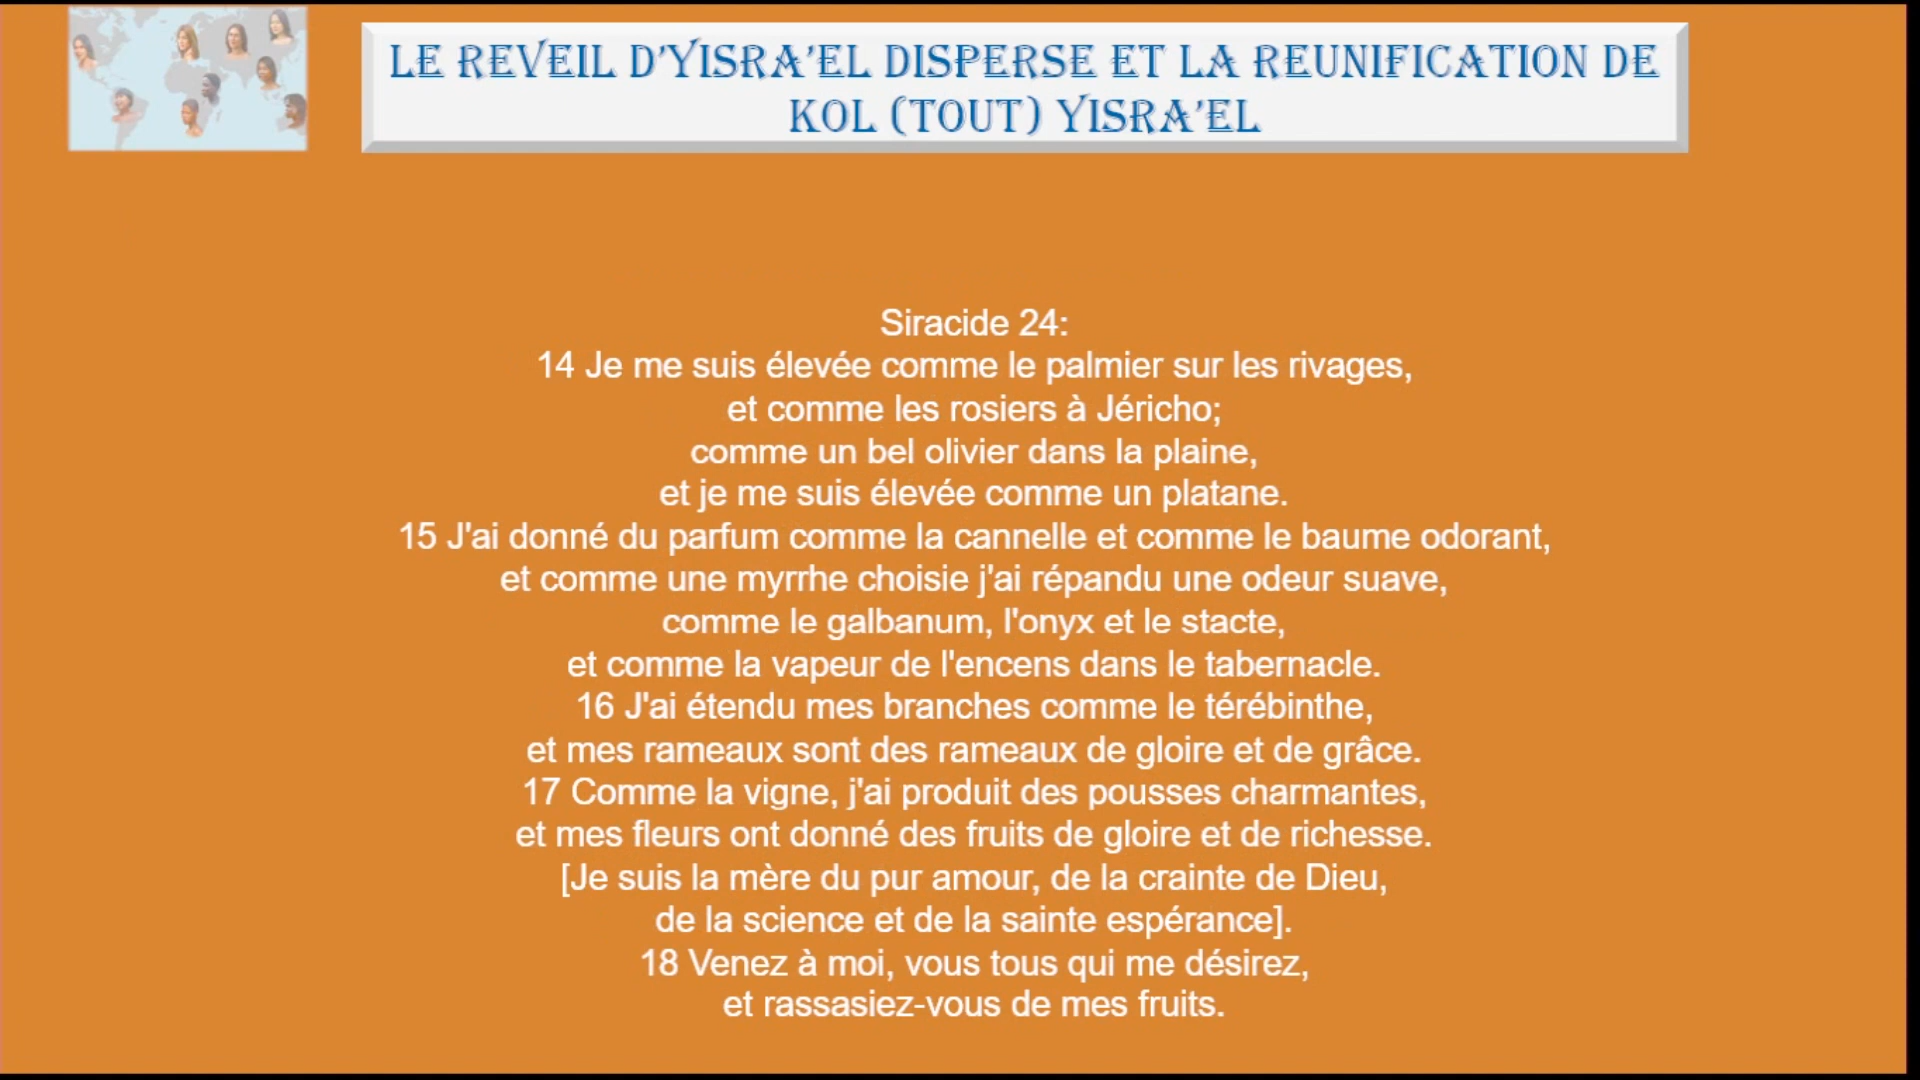 LE REVEIL D'YISRA'EL DISPERSE ET LA REUNIFICATION DE
KOL (TOUT) YISRA'EL
Siracide 24:
14 Je me suis élevée comme le palmier sur les rivages,
et comme les rosiers à Jéricho;
comme un bel olivier dans la plaine,
et je me suis élevée comme un platane.
15 J'ai donné du parfum comme la cannelle et comme le baume odorant,
et comme une myrrhe choisie j'ai répandu une odeur suave,
comme le galbanum, l'onyx et le stacte,
et comme la vapeur de l'encens dans le tabernacle.
16 J'ai étendu mes branches comme le térébinthe,
et mes rameaux sont des rameaux de gloire et de grâce.
17 Comme la vigne, j'ai produit des pousses charmantes,
et mes fleurs ont donné des fruits de gloire et de richesse.
[Je suis la mère du pur amour, de la crainte de Dieu,
de la science et de la sainte espérance].
18 Venez à moi, vous tous qui me désirez,
et rassasiez-vous de mes fruits.